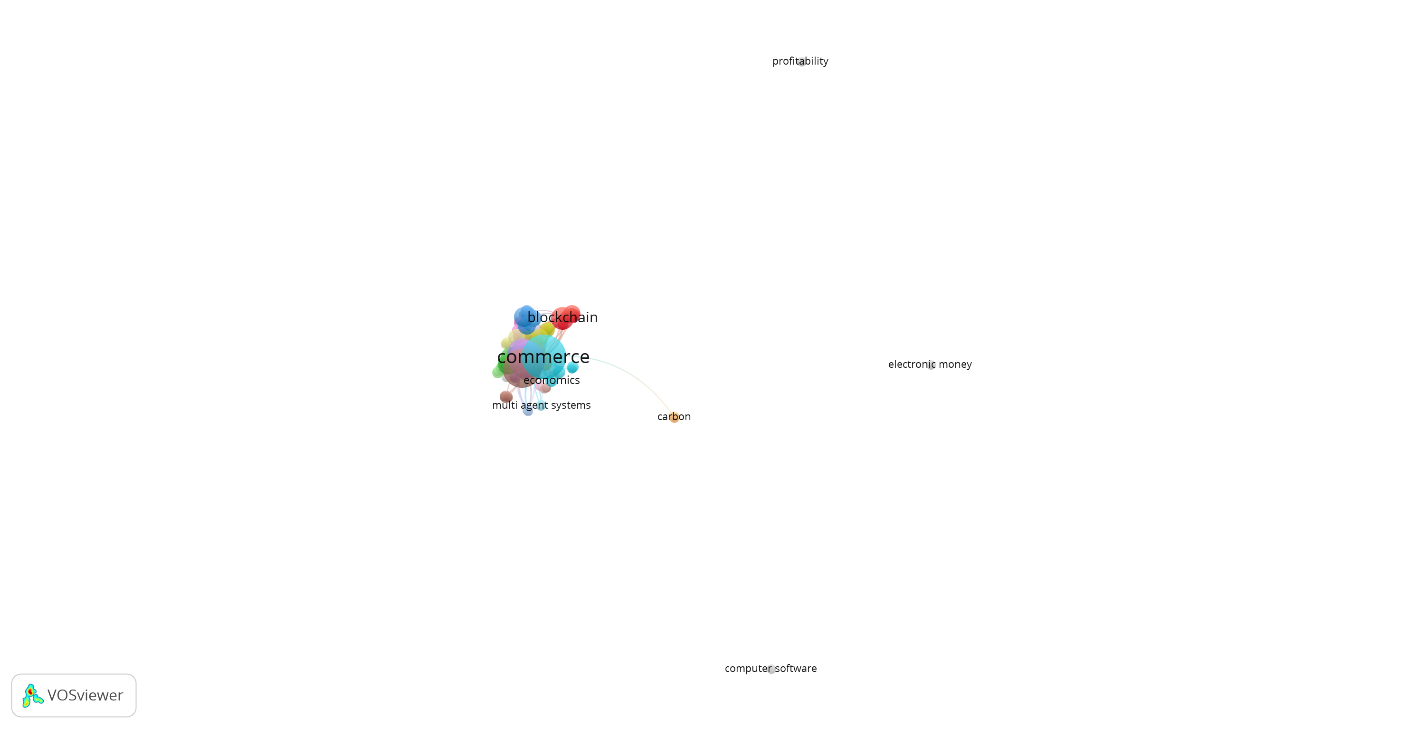 profitability
blockchain
commerce
electronic money
economics
multi agent systems
carbon
computer software
VOSviewer